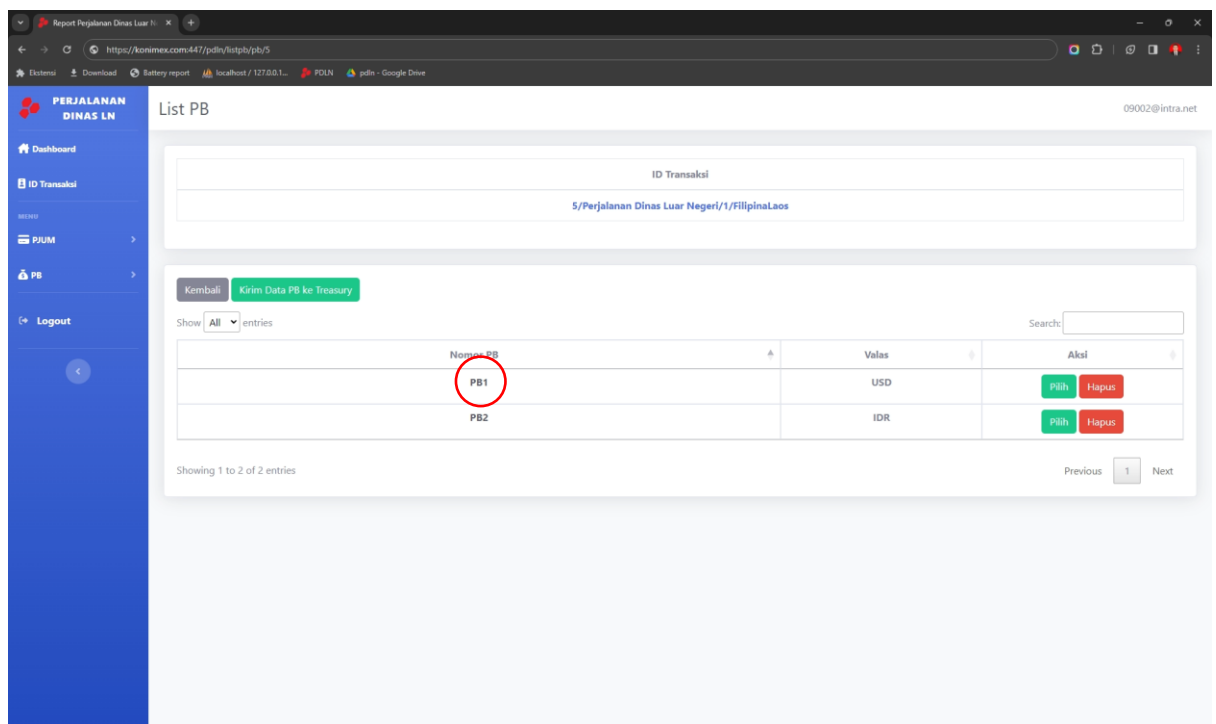 Report Perjalanan Dinas Luar N
https://konimex.com:447/pdln/listpb/pb/5
Ekstensi Download Battery report localhost / 127.0.0.1... PDLN pdln - Google Drive
PERJALANAN DINAS LN
List PB
09002@intra.net
Dashboard
ID Transaksi
MENU
PJUM
PB
Logout
ID Transaksi
5/Perjalanan Dinas Luar Negeri/1/FilipinaLaos
Kembali Kirim Data PB ke Treasury
Show All entries Search:
Nomor PB Valas Aksi
PB1 USD Pilih Hapus
PB2 IDR Pilih Hapus
Showing 1 to 2 of 2 entries Previous 1 Next